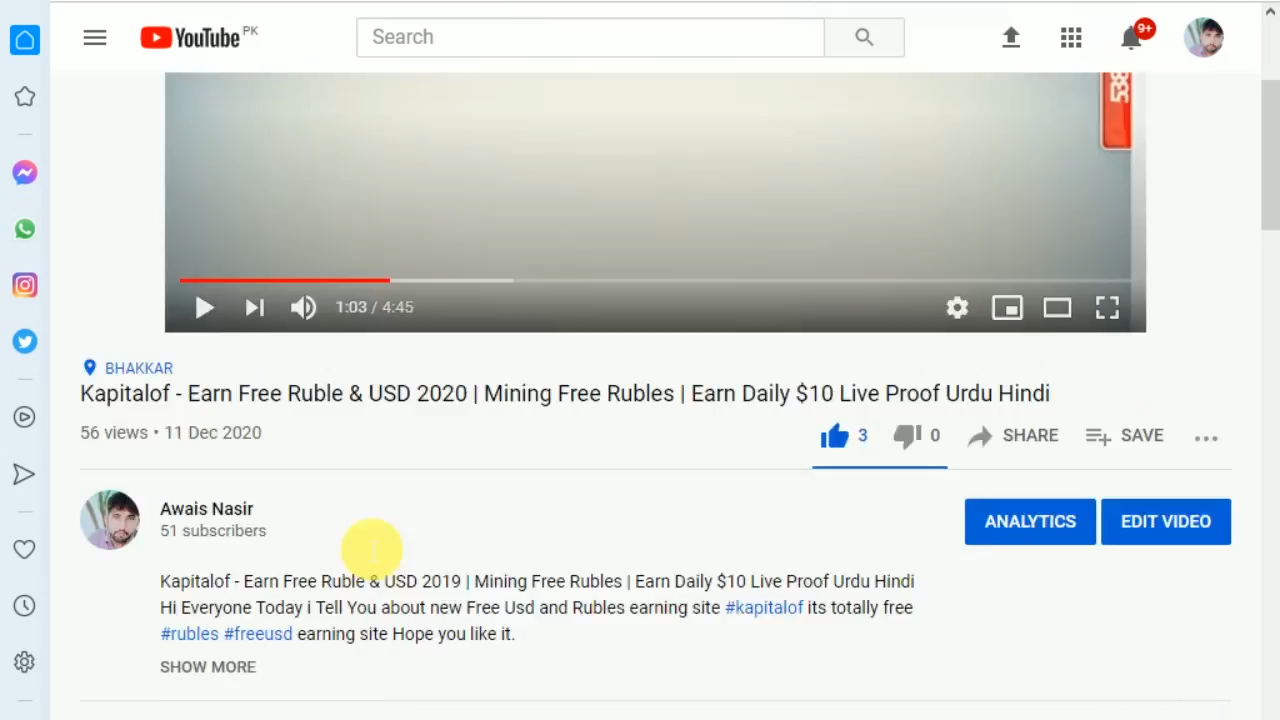 YouTube PK
Search
9+
1:03 / 4:45
BHAKKAR
Kapitalof - Earn Free Ruble & USD 2020 | Mining Free Rubles | Earn Daily $10 Live Proof Urdu Hindi
56 views • 11 Dec 2020
3
0
SHARE
SAVE
Awais Nasir
51 subscribers
ANALYTICS
EDIT VIDEO
Kapitalof - Earn Free Ruble & USD 2019 | Mining Free Rubles | Earn Daily $10 Live Proof Urdu Hindi
Hi Everyone Today i Tell You about new Free Usd and Rubles earning site #kapitalof its totally free
#rubles #freeusd earning site Hope you like it.
SHOW MORE